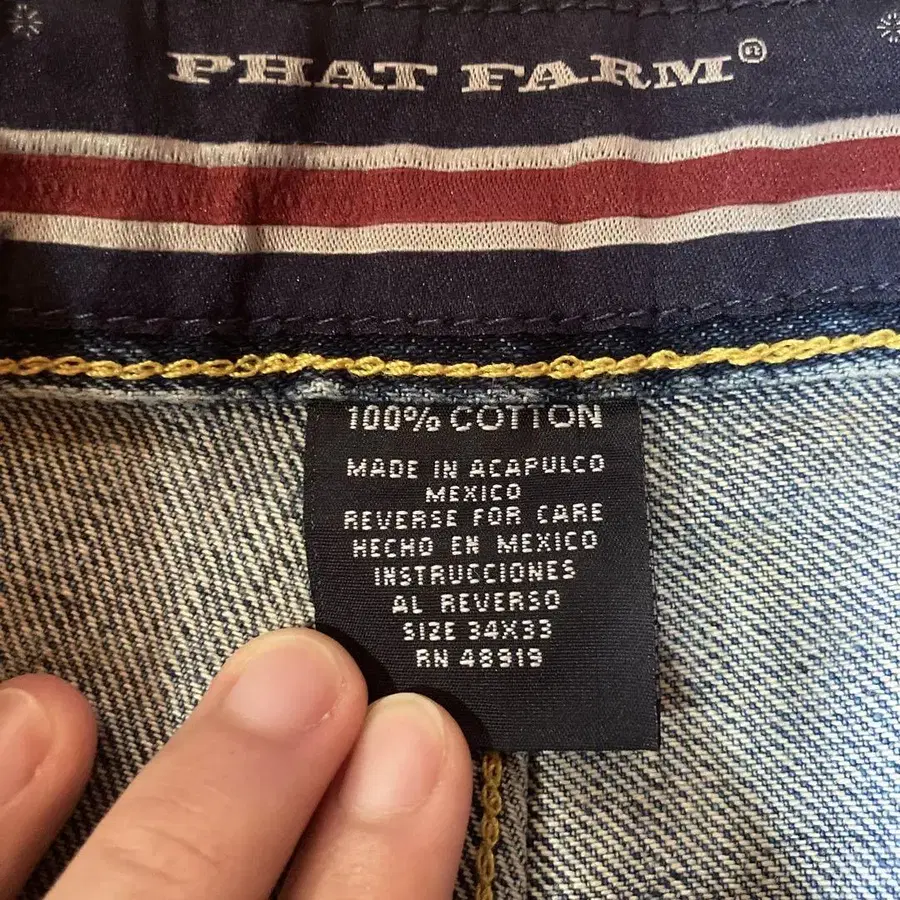 PHAT FARM®
100% COTTON
MADE IN ACAPULCO
MEXICO
REVERSE FOR CARE
HECHO EN MEXICO
INSTRUCCIONES
AL REVERSO
SIZE 34X33
RN 48919